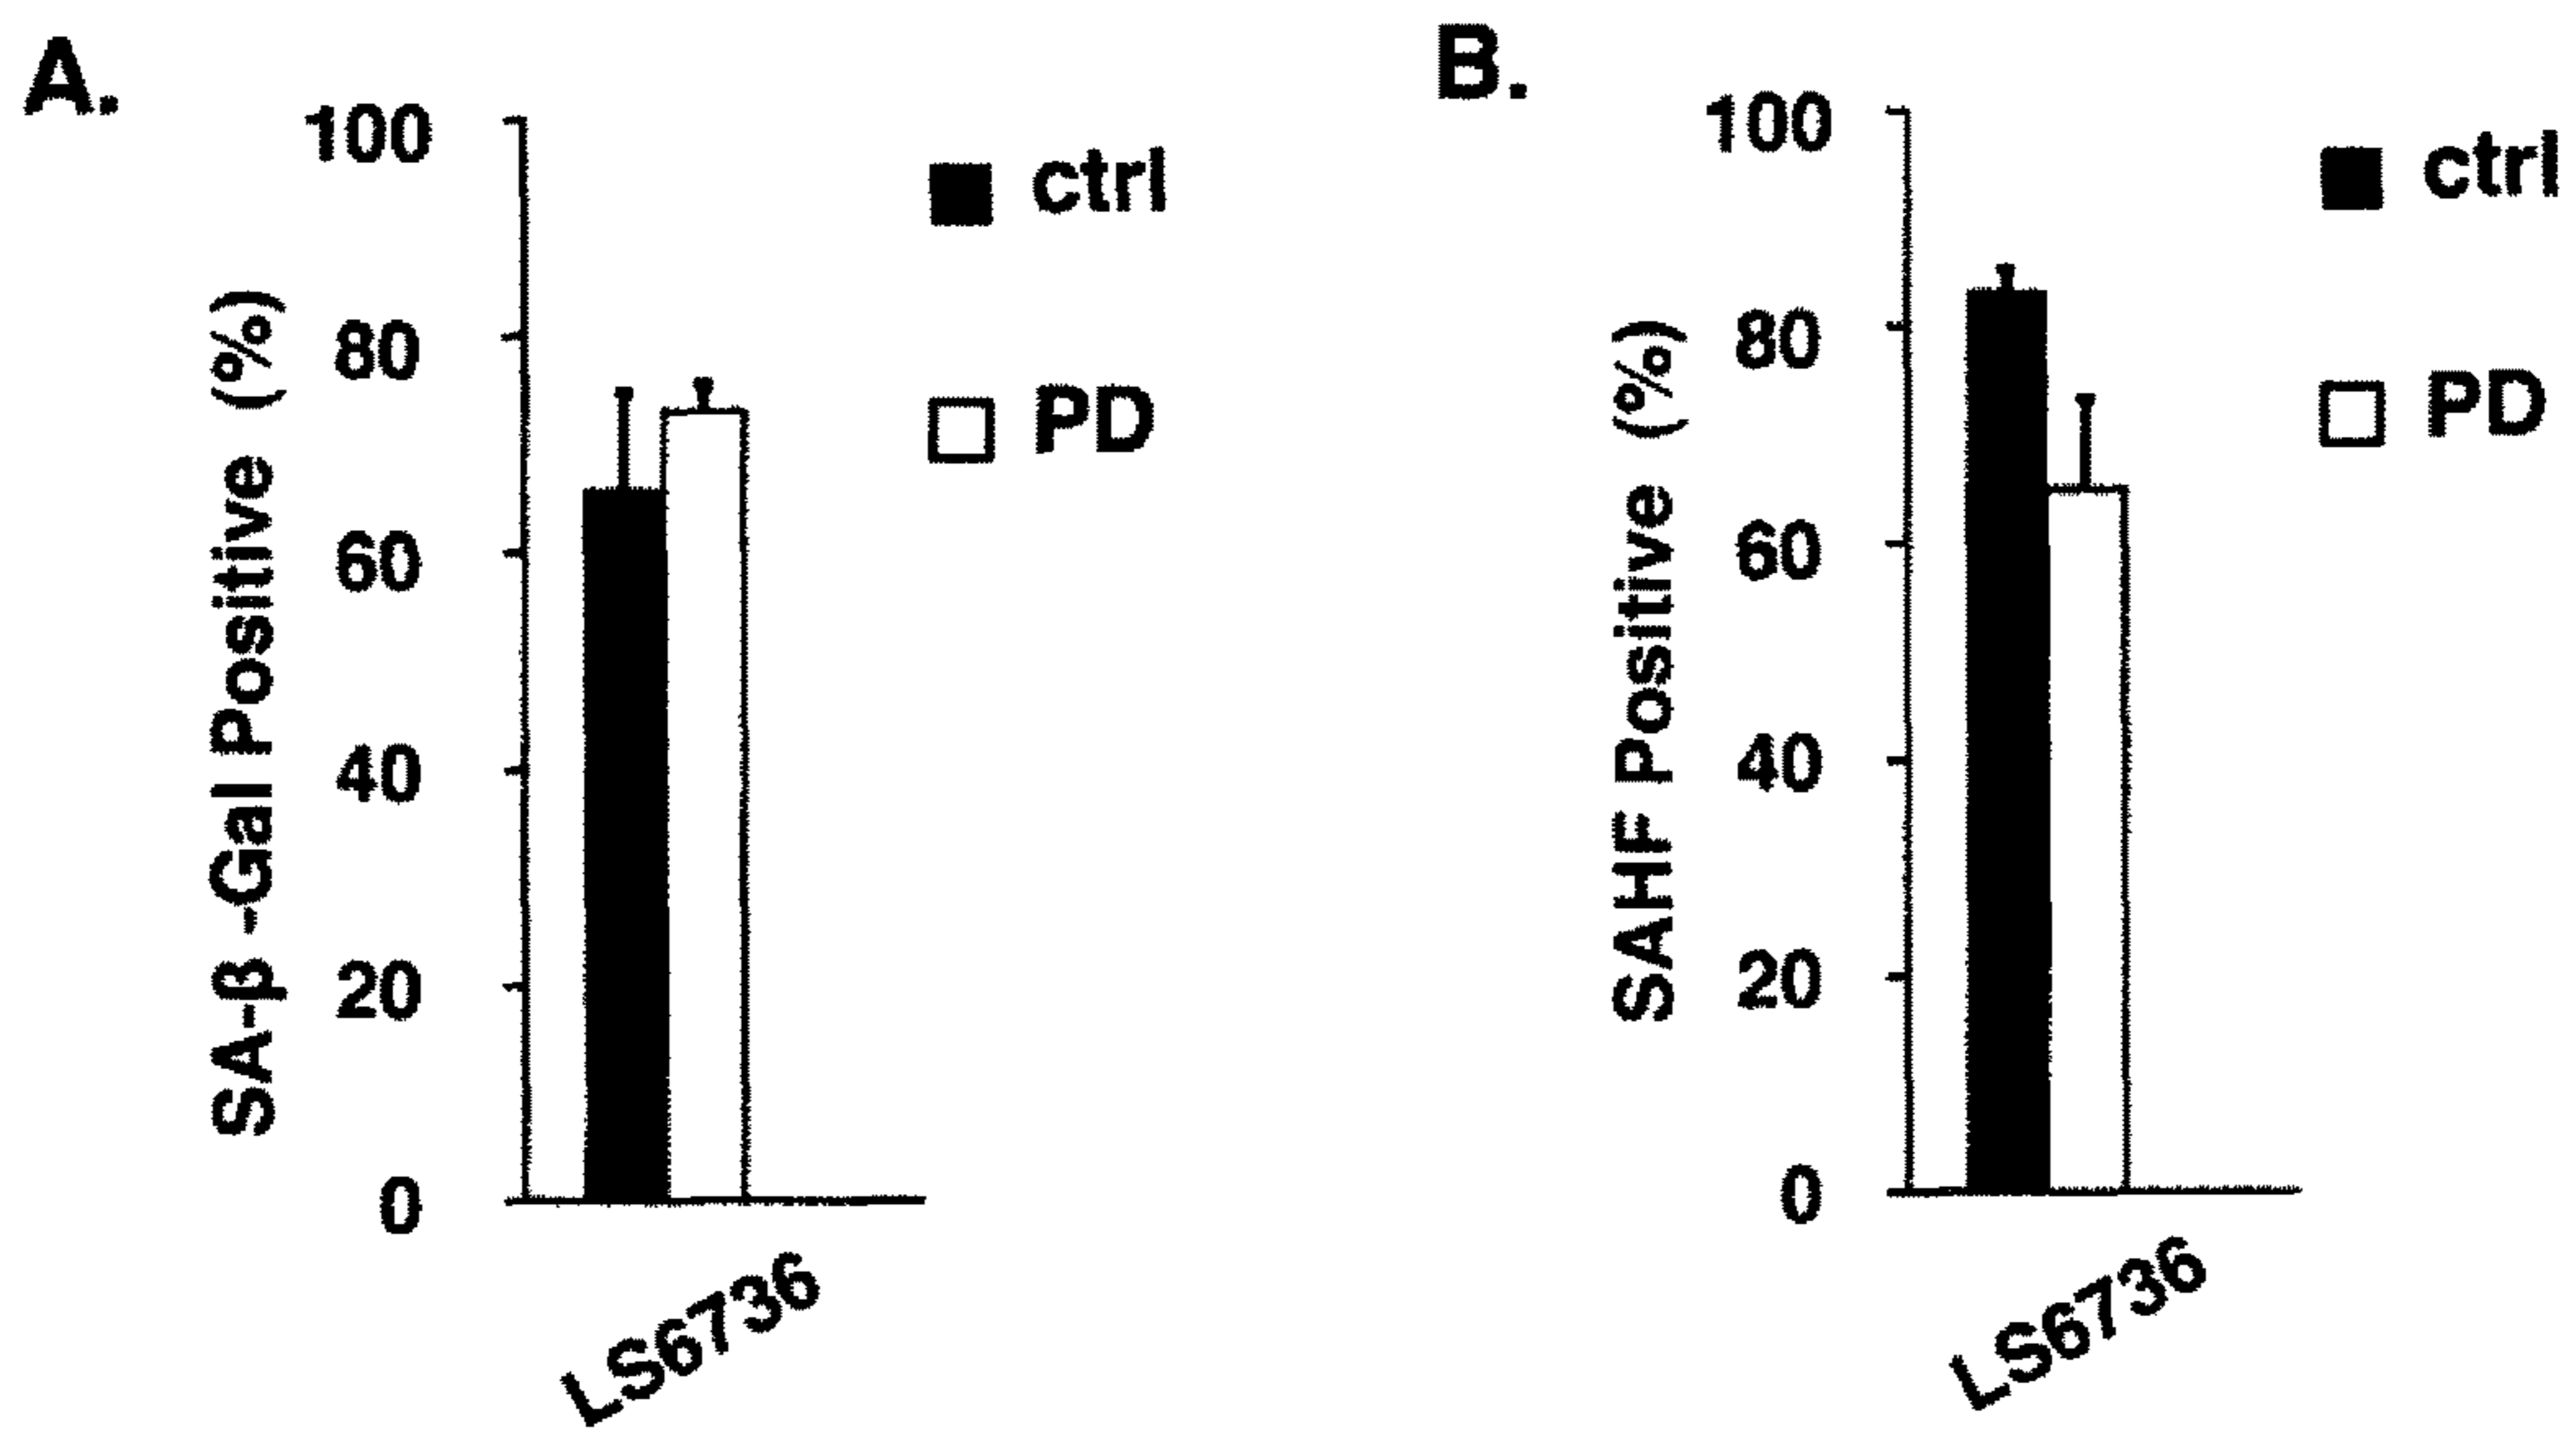 A.
SA-β -Gal Positive (%)
100
80
60
40
20
0
ctrl
PD
LS6736
B.
SAHF Positive (%)
100
80
60
40
20
0
ctrl
PD
LS6736